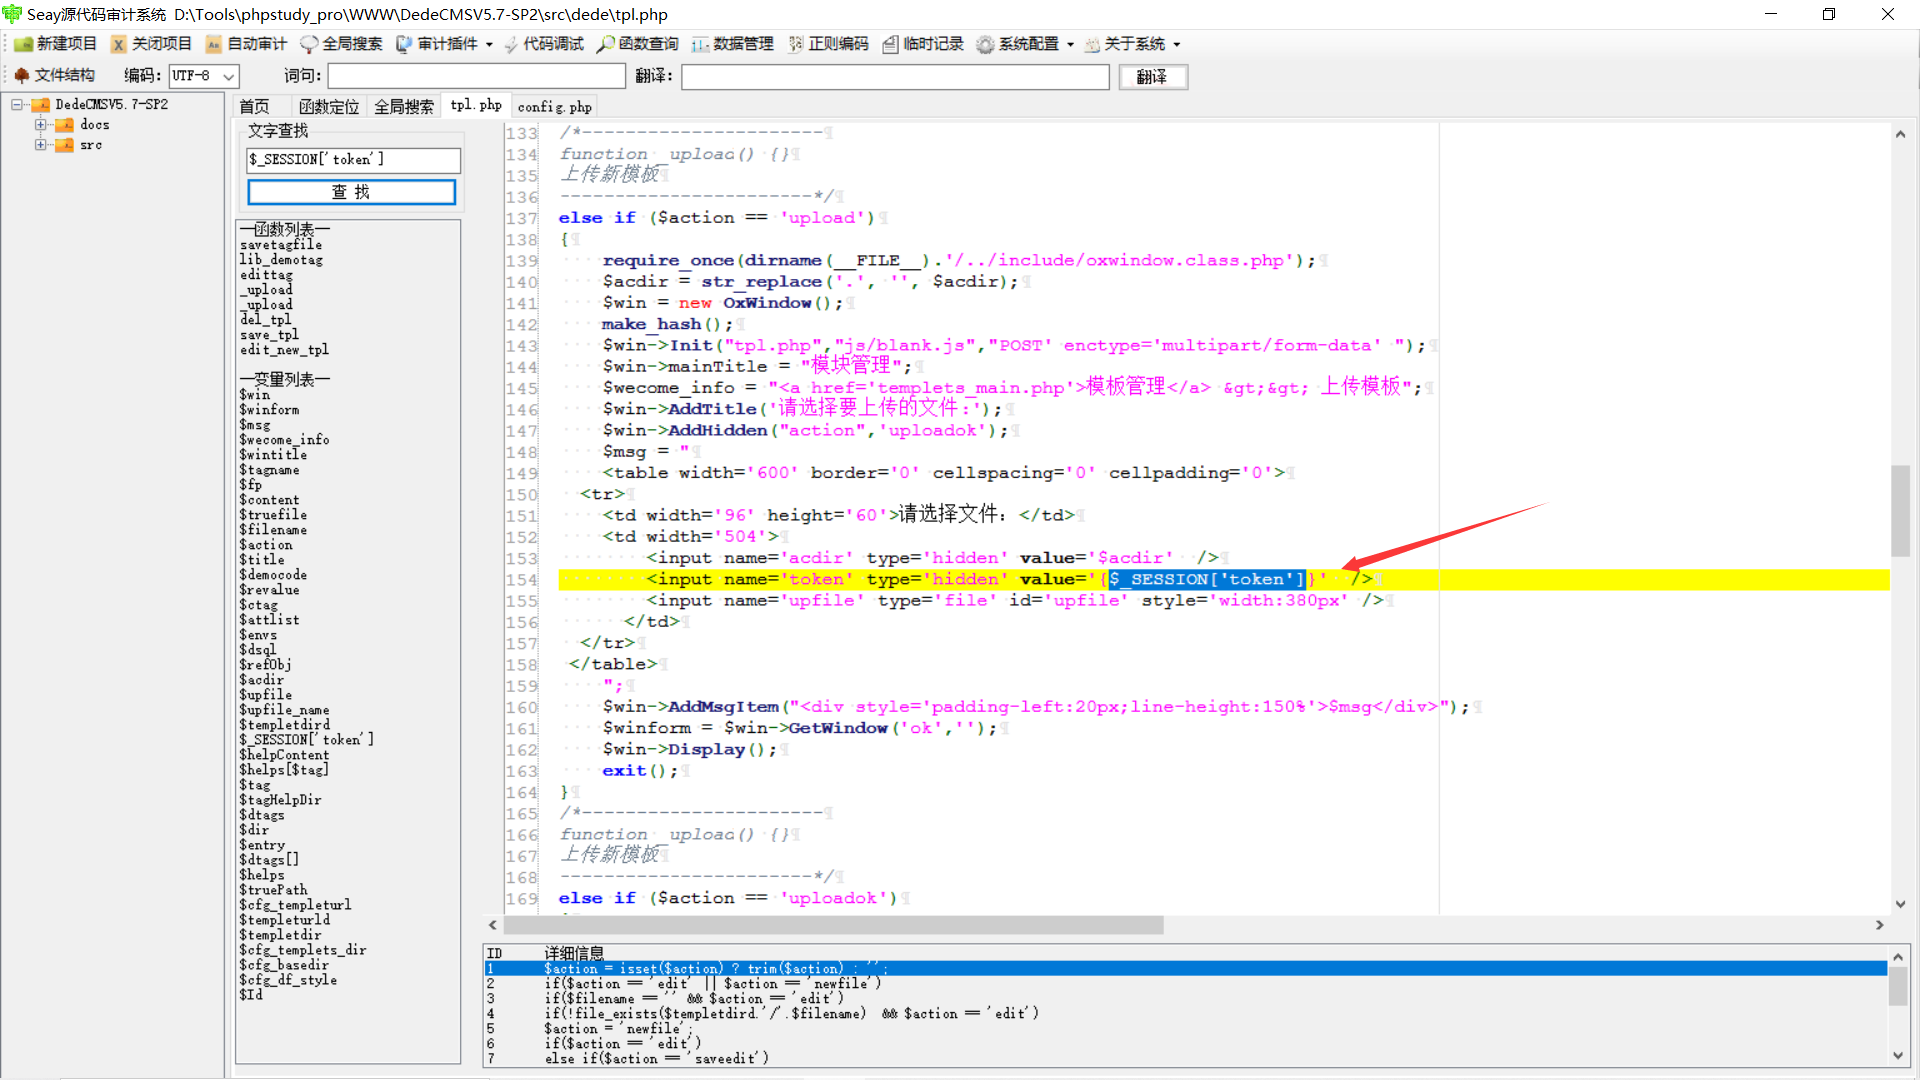 Seay源代码审计系统  D:\Tools\phpstudy_pro\WWW\DedeCMSV5.7-SP2\src\dede\tpl.php
新建项目 关闭项目 自动审计 全局搜索 审计插件 代码调试 函数查询 数据管理 正则编码 临时记录 系统配置 关于系统
文件结构 编码: UTF-8 词句: 翻译: 翻译
DedeCMSV5.7-SP2
docs
src
首页 函数定位 全局搜索 tpl.php config.php
文字查找
$_SESSION['token']
查 找
一函数列表一
savetagfile
lib_demotag
edittag
_upload
_upload
del_tpl
save_tpl
edit_new_tpl
一变量列表一
$win
$winform
$msg
$wecome_info
$wintitle
$tagname
$fp
$content
$truefile
$filename
$action
$title
$democode
$revalue
$ctag
$attlist
$envs
$dsql
$refObj
$acdir
$upfile
$upfile_name
$templetdird
$_SESSION['token']
$helpContent
$helps[$tag]
$tag
$tagHelpDir
$dtags
$dir
$entry
$dtags[]
$helps
$truePath
$cfg_templeturl
$templeturld
$templetdir
$cfg_templets_dir
$cfg_basedir
$cfg_df_style
$Id
133 /*----------------------
134 function _upload() {}
135 上传新模板
136 -----------------------*/
137 else if ($action == 'upload')
138 {
139     require_once(dirname(__FILE__).'/../include/oxwindow.class.php');
140     $acdir = str_replace('.', '', $acdir);
141     $win = new OxWindow();
142     make_hash();
143     $win->Init("tpl.php","js/blank.js","POST' enctype='multipart/form-data' ");
144     $win->mainTitle = "模块管理";
145     $wecome_info = "<a href='templets_main.php'>模板管理</a> &gt;&gt; 上传模板";
146     $win->AddTitle('请选择要上传的文件:');
147     $win->AddHidden("action",'uploadok');
148     $msg = "
149     <table width='600' border='0' cellspacing='0' cellpadding='0'>
150   <tr>
151     <td width='96' height='60'>请选择文件：</td>
152     <td width='504'>
153         <input name='acdir' type='hidden' value='$acdir'  />
154         <input name='token' type='hidden' value='{$_SESSION['token']}'  />
155         <input name='upfile' type='file' id='upfile' style='width:380px' />
156       </td>
157   </tr>
158  </table>
159     ";
160     $win->AddMsgItem("<div style='padding-left:20px;line-height:150%'>$msg</div>");
161     $winform = $win->GetWindow('ok','');
162     $win->Display();
163     exit();
164 }
165 /*----------------------
166 function _upload() {}
167 上传新模板
168 -----------------------*/
169 else if ($action == 'uploadok')
ID 详细信息
1 $action = isset($action) ? trim($action) : '';
2 if($action == 'edit' || $action == 'newfile')
3 if($filename == '' && $action == 'edit')
4 if(!file_exists($templetdird.'/'.$filename)  && $action == 'edit')
5 $action = 'newfile';
6 if($action == 'edit')
7 else if($action == 'saveedit')